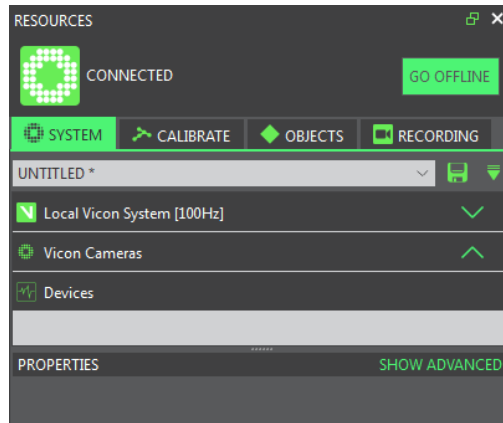 RESOURCES
CONNECTED
GO OFFLINE
SYSTEM CALIBRATE OBJECTS RECORDING
UNTITLED *
Local Vicon System [100Hz]
Vicon Cameras
Devices
PROPERTIES SHOW ADVANCED